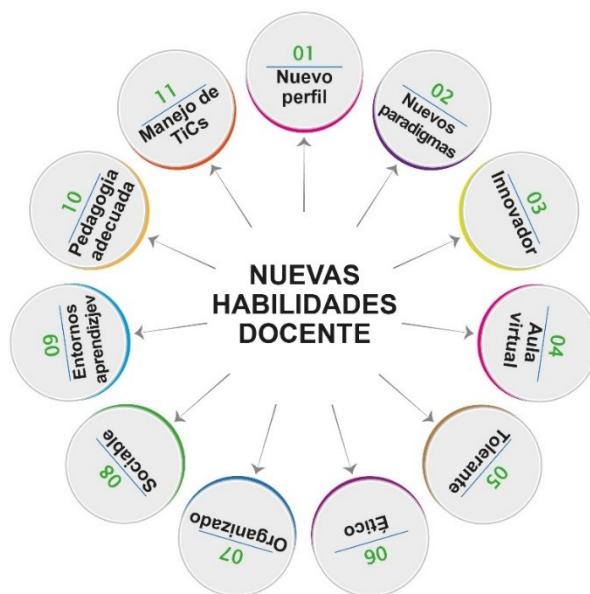 01
Nuevo
perfil
02
Nuevos
paradigmas
03
Innovador
04
Aula
virtual
05
Tolerante
06
Ético
07
Organizado
08
Sociable
09
Entornos
aprendizjev
10
Pedagogía
adecuada
11
Manejo de
TiCs
NUEVAS
HABILIDADES
DOCENTE